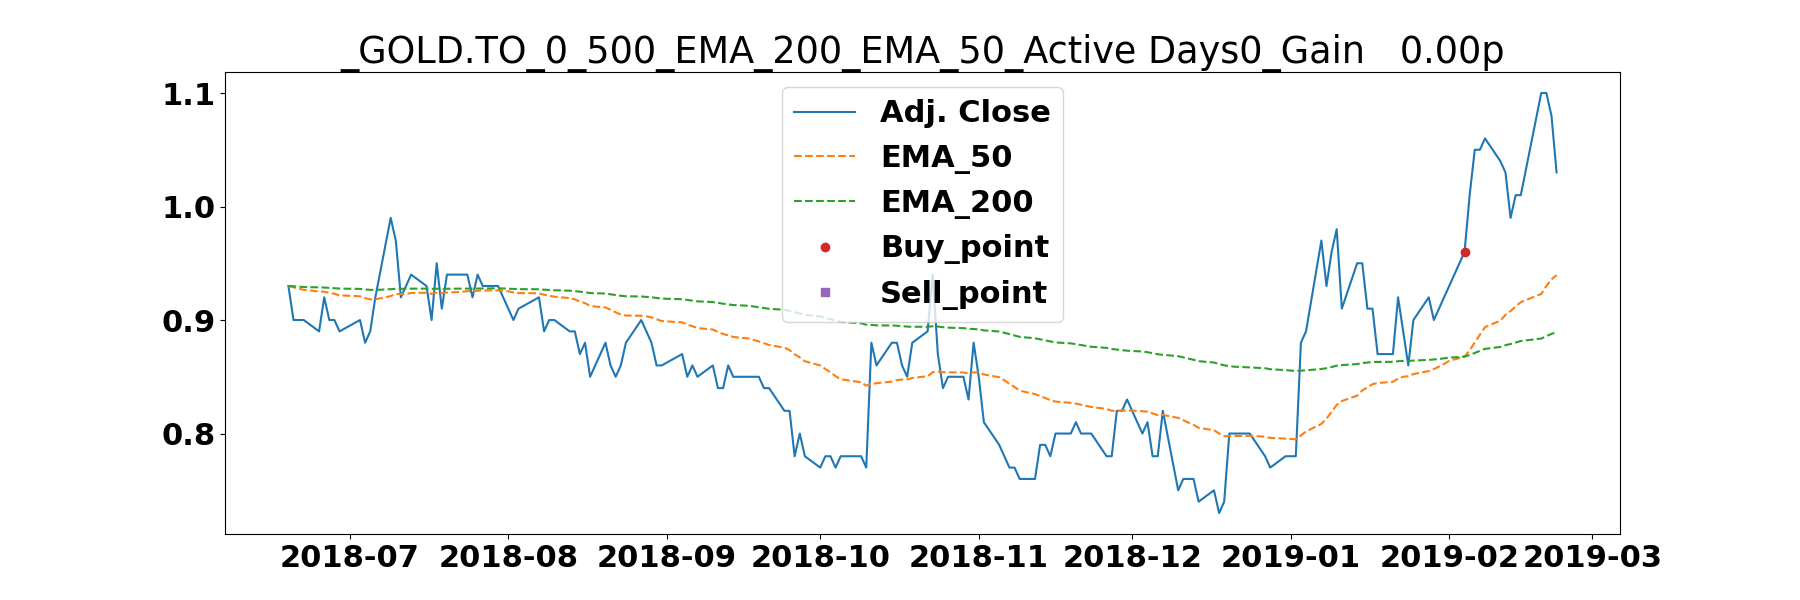 _GOLD.TO_0_500_EMA_200_EMA_50_Active Days0_Gain   0.00p
1.1
1.0
0.9
0.8
Adj. Close
EMA_50
EMA_200
Buy_point
Sell_point
2018-07 2018-08 2018-09 2018-10 2018-11 2018-12 2019-01 2019-02 2019-03